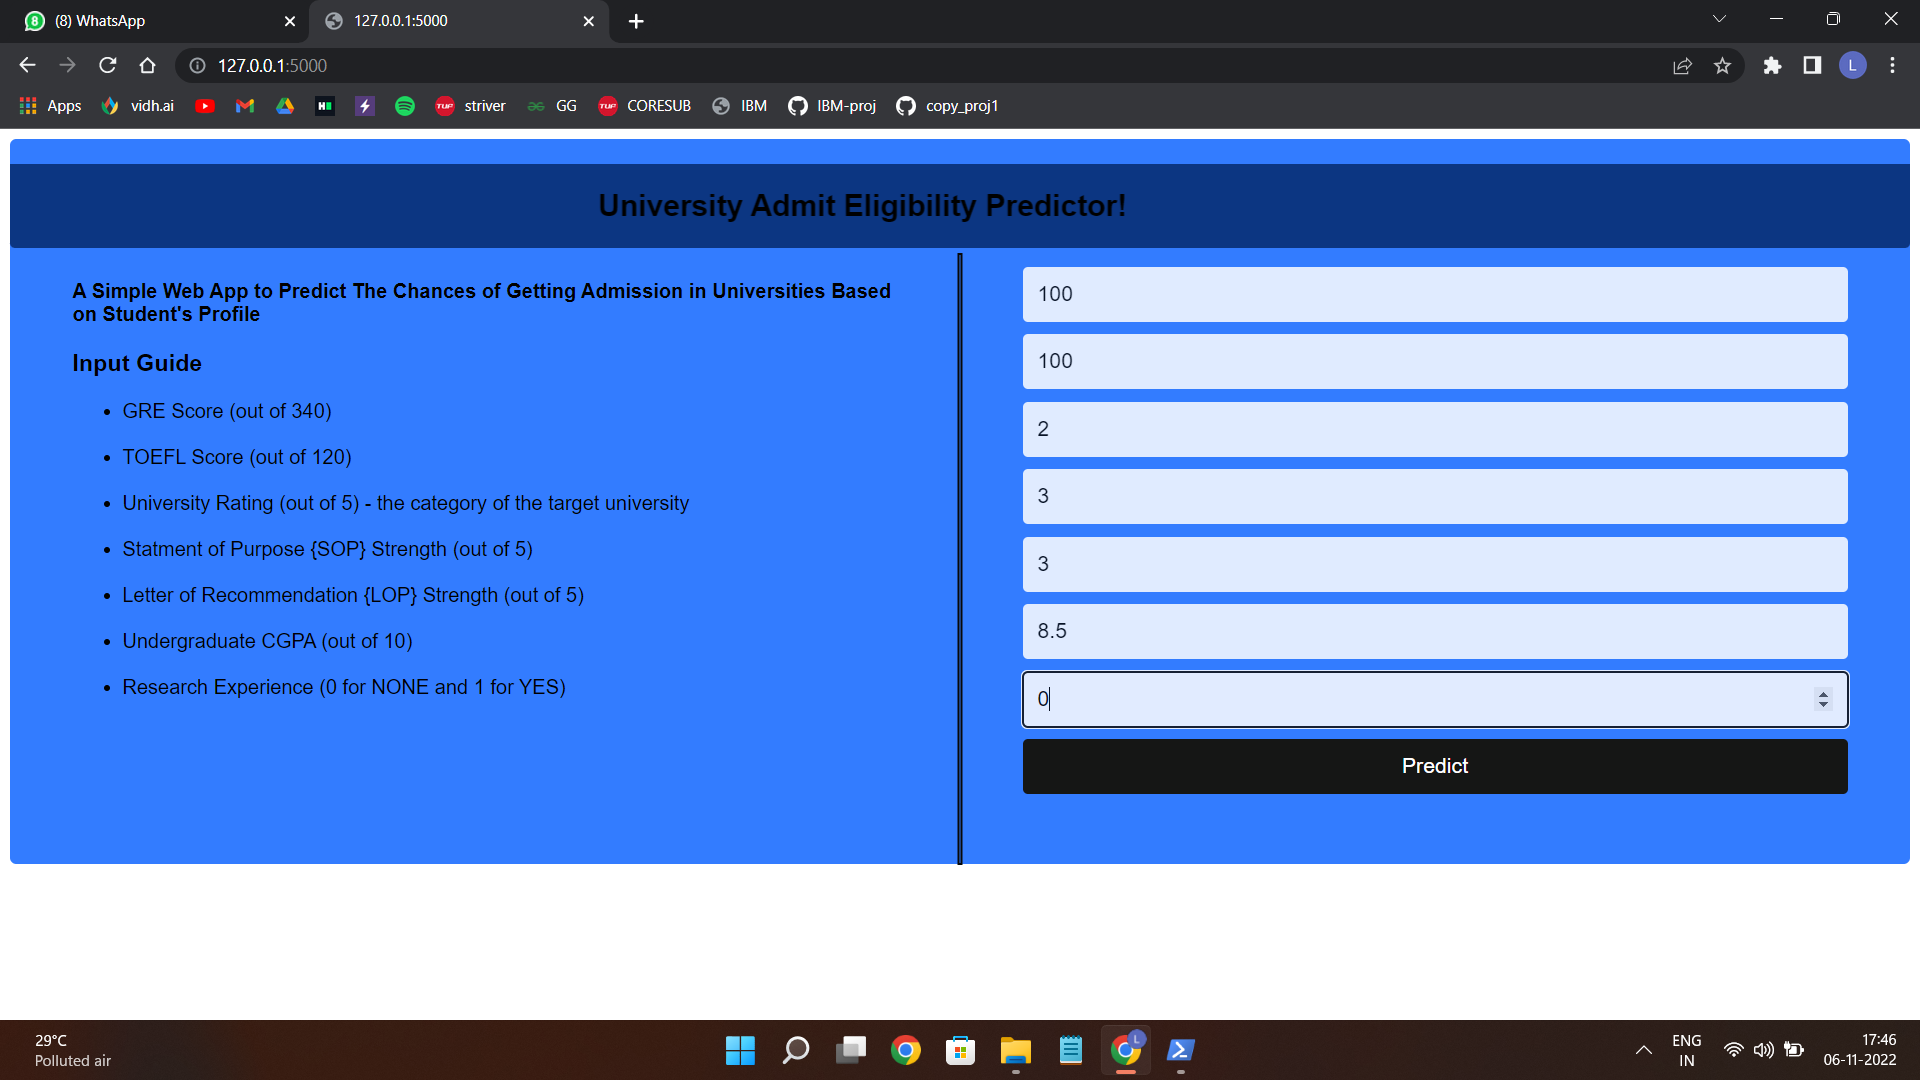 (8) WhatsApp
127.0.0.1:5000
127.0.0.1:5000
L
Apps
vidh.ai
striver
GG
CORESUB
IBM
IBM-proj
copy_proj1
University Admit Eligibility Predictor!
A Simple Web App to Predict The Chances of Getting Admission in Universities Based
on Student's Profile
Input Guide
GRE Score (out of 340)
TOEFL Score (out of 120)
University Rating (out of 5) - the category of the target university
Statment of Purpose {SOP} Strength (out of 5)
Letter of Recommendation {LOP} Strength (out of 5)
Undergraduate CGPA (out of 10)
Research Experience (0 for NONE and 1 for YES)
100
100
2
3
3
8.5
0
Predict
29°C
Polluted air
L
ENG
IN
17:46
06-11-2022